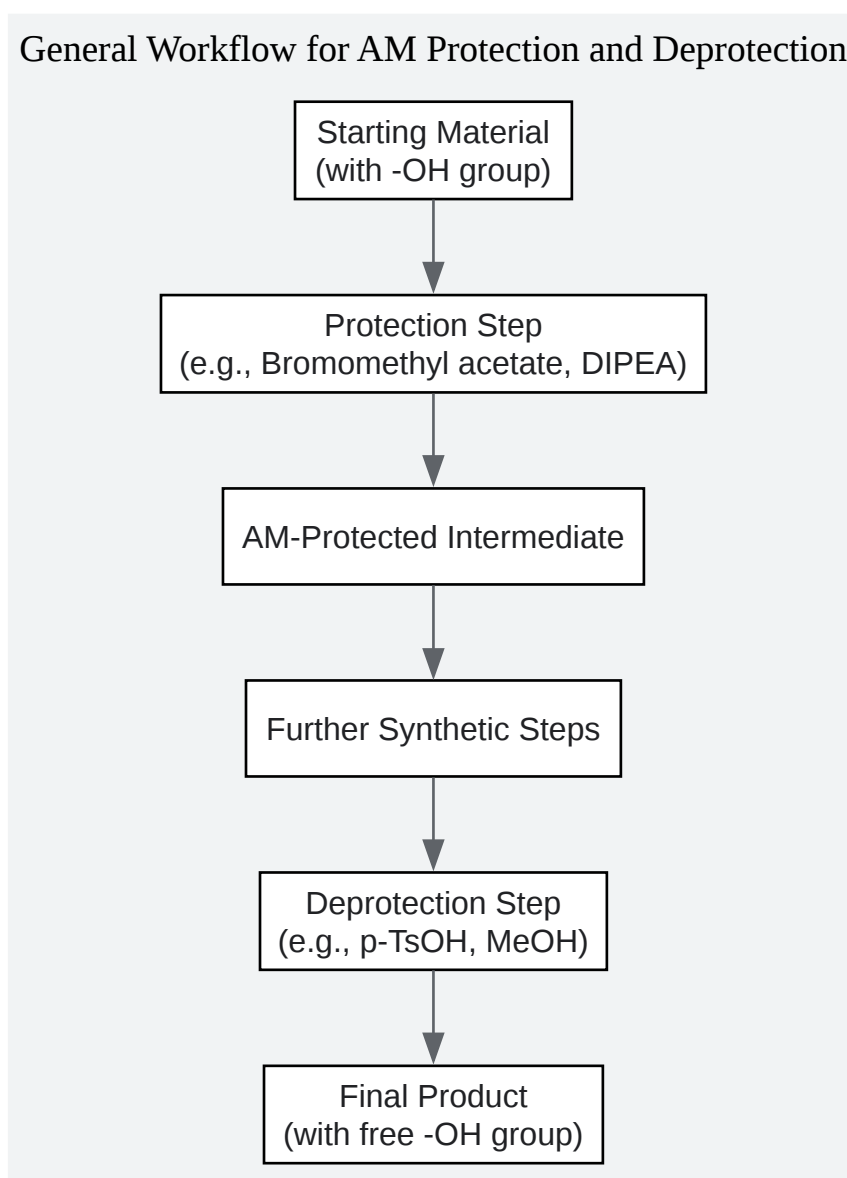 General Workflow for AM Protection and Deprotection
Starting Material
(with -OH group)
Protection Step
(e.g., Bromomethyl acetate, DIPEA)
AM-Protected Intermediate
Further Synthetic Steps
Deprotection Step
(e.g., p-TsOH, MeOH)
Final Product
(with free -OH group)